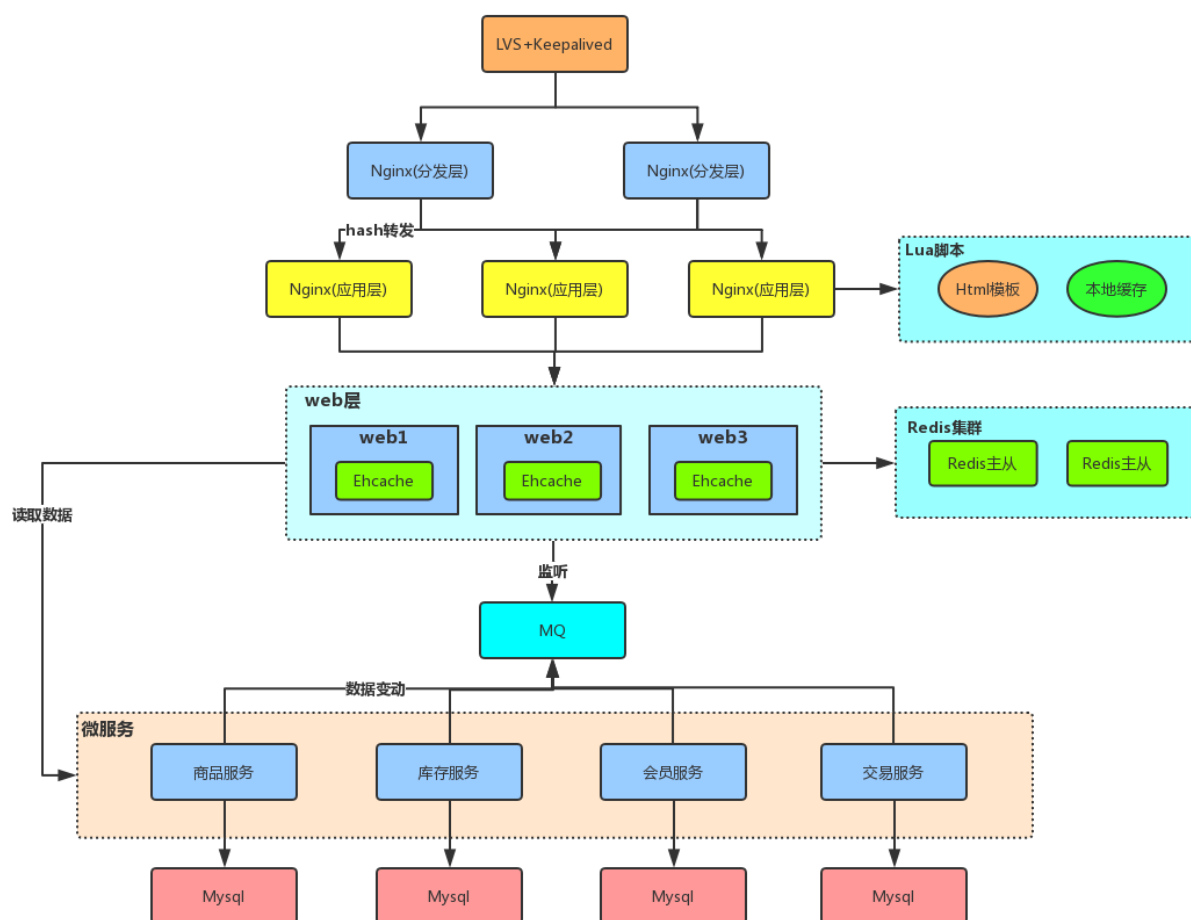 LVS+Keepalived
Nginx(分发层)
Nginx(分发层)
hash转发
Nginx(应用层)
Nginx(应用层)
Nginx(应用层)
Lua脚本
Html模板
本地缓存
web层
web1
web2
web3
Ehcache
Ehcache
Ehcache
Redis集群
Redis主从
Redis主从
读取数据
监听
MQ
数据变动
微服务
商品服务
库存服务
会员服务
交易服务
Mysql
Mysql
Mysql
Mysql